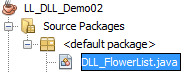 LL_DLL_Demo02
Source Packages
<default package>
DLL_FlowerList.java